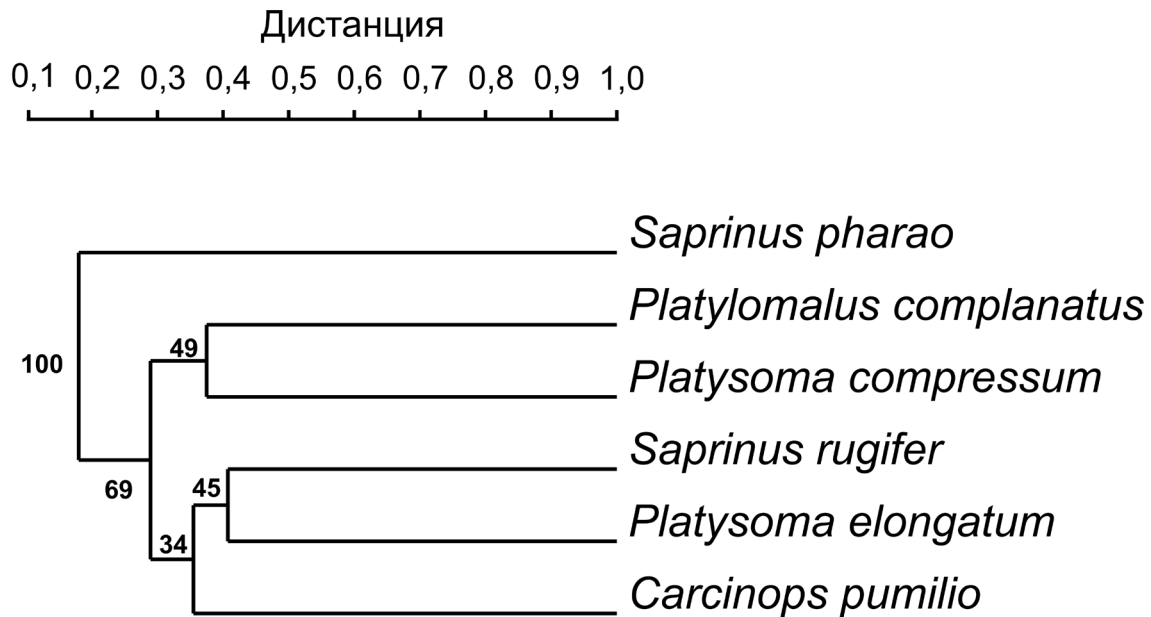 Дистанция
0,1 0,2 0,3 0,4 0,5 0,6 0,7 0,8 0,9 1,0
Saprinus pharao
Platylomalus complanatus
49
100
Platysoma compressum
Saprinus rugifer
69
45
Platysoma elongatum
34
Carcinops pumilio